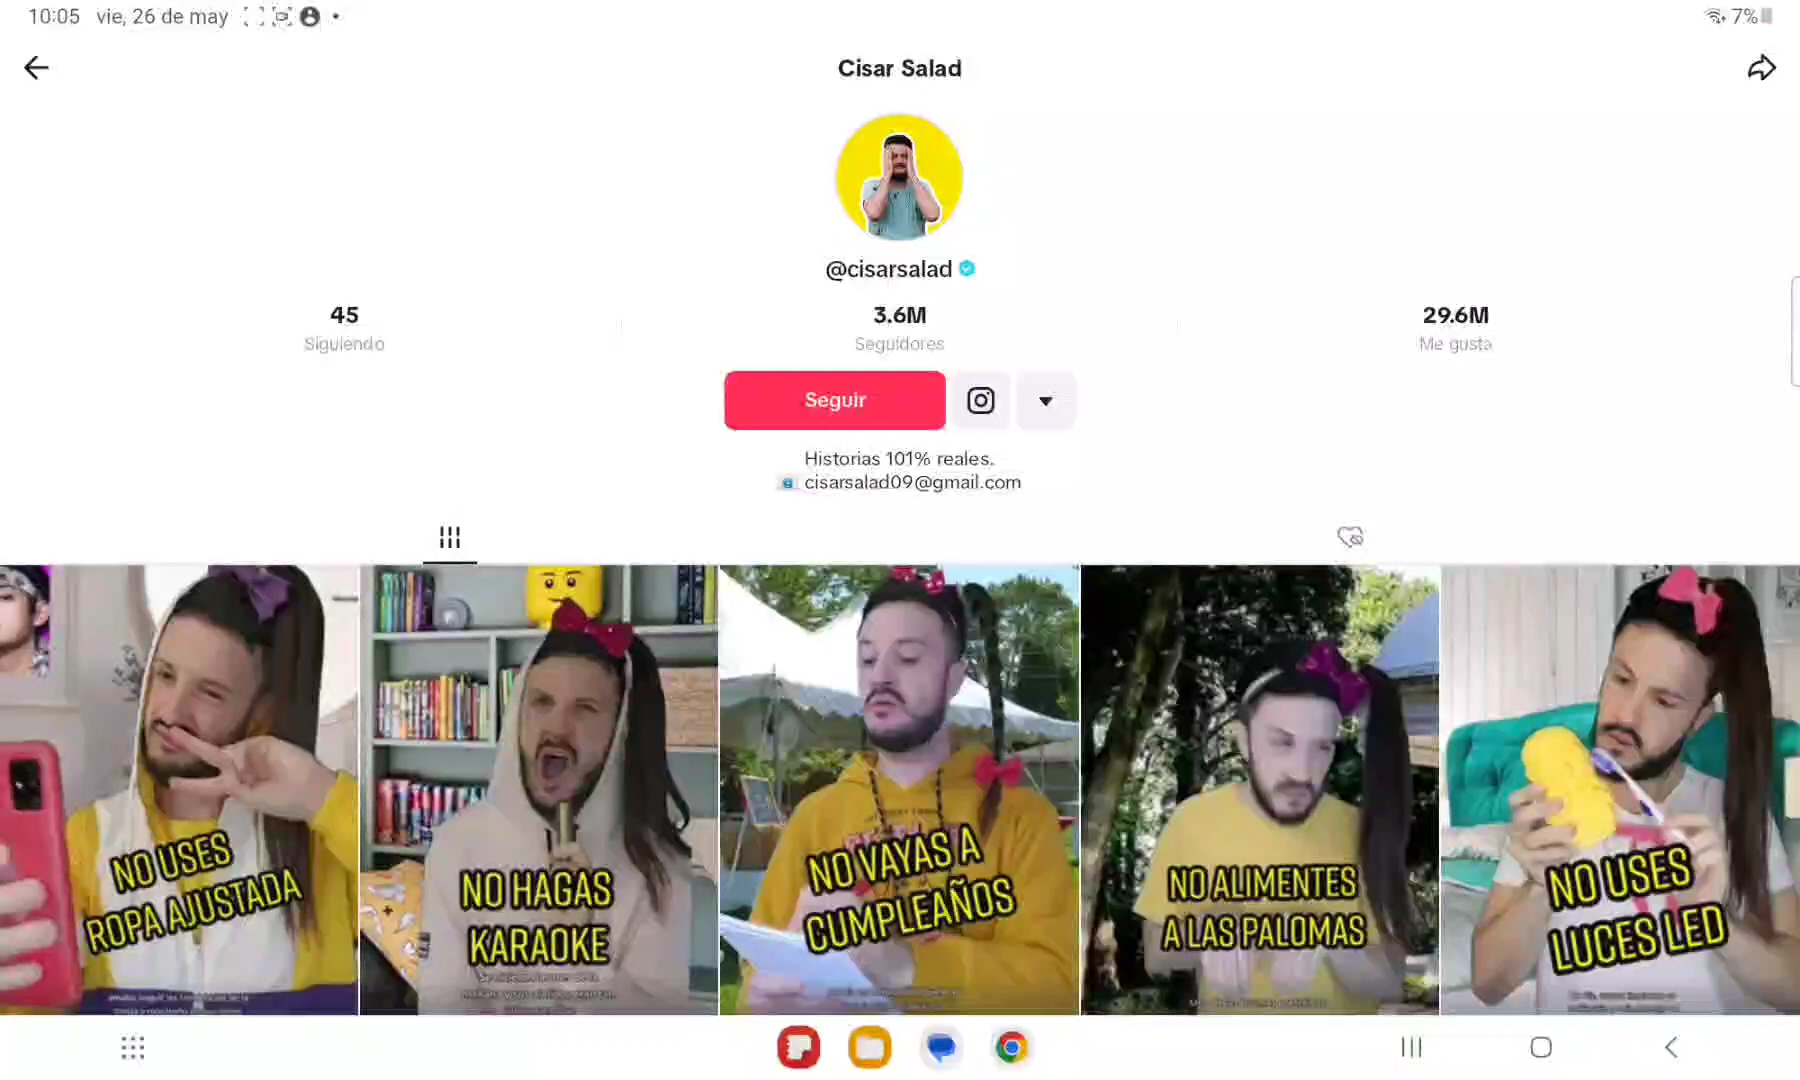 10:05 vie, 26 de may
7%
Cisar Salad
@cisarsalad
45
Siguiendo
3.6M
Seguidores
29.6M
Me gusta
Seguir
Historias 101% reales.
cisarsalad09@gmail.com
NO USES
ROPA AJUSTADA
NO HAGAS
KARAOKE
NO VAYAS A
CUMPLEAÑOS
NO ALIMENTES
A LAS PALOMAS
NO USES
LUCES LED